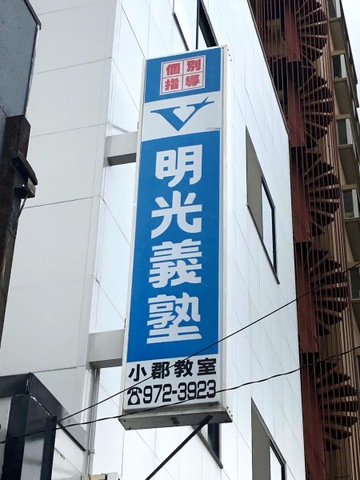 個別
指導
明光義塾
小郡教室
☎972-3923